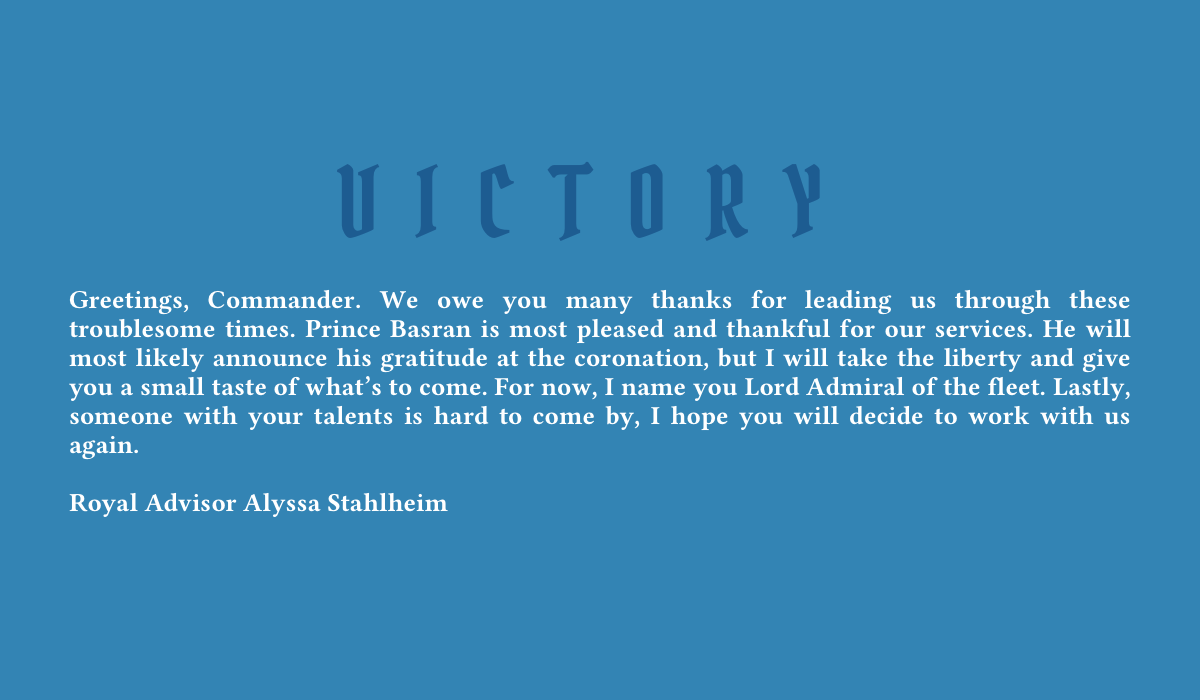 VICTORY
Greetings, Commander. We owe you many thanks for leading us through these
troublesome times. Prince Basran is most pleased and thankful for our services. He will
most likely announce his gratitude at the coronation, but I will take the liberty and give
you a small taste of what’s to come. For now, I name you Lord Admiral of the fleet. Lastly,
someone with your talents is hard to come by, I hope you will decide to work with us
again.
Royal Advisor Alyssa Stahlheim